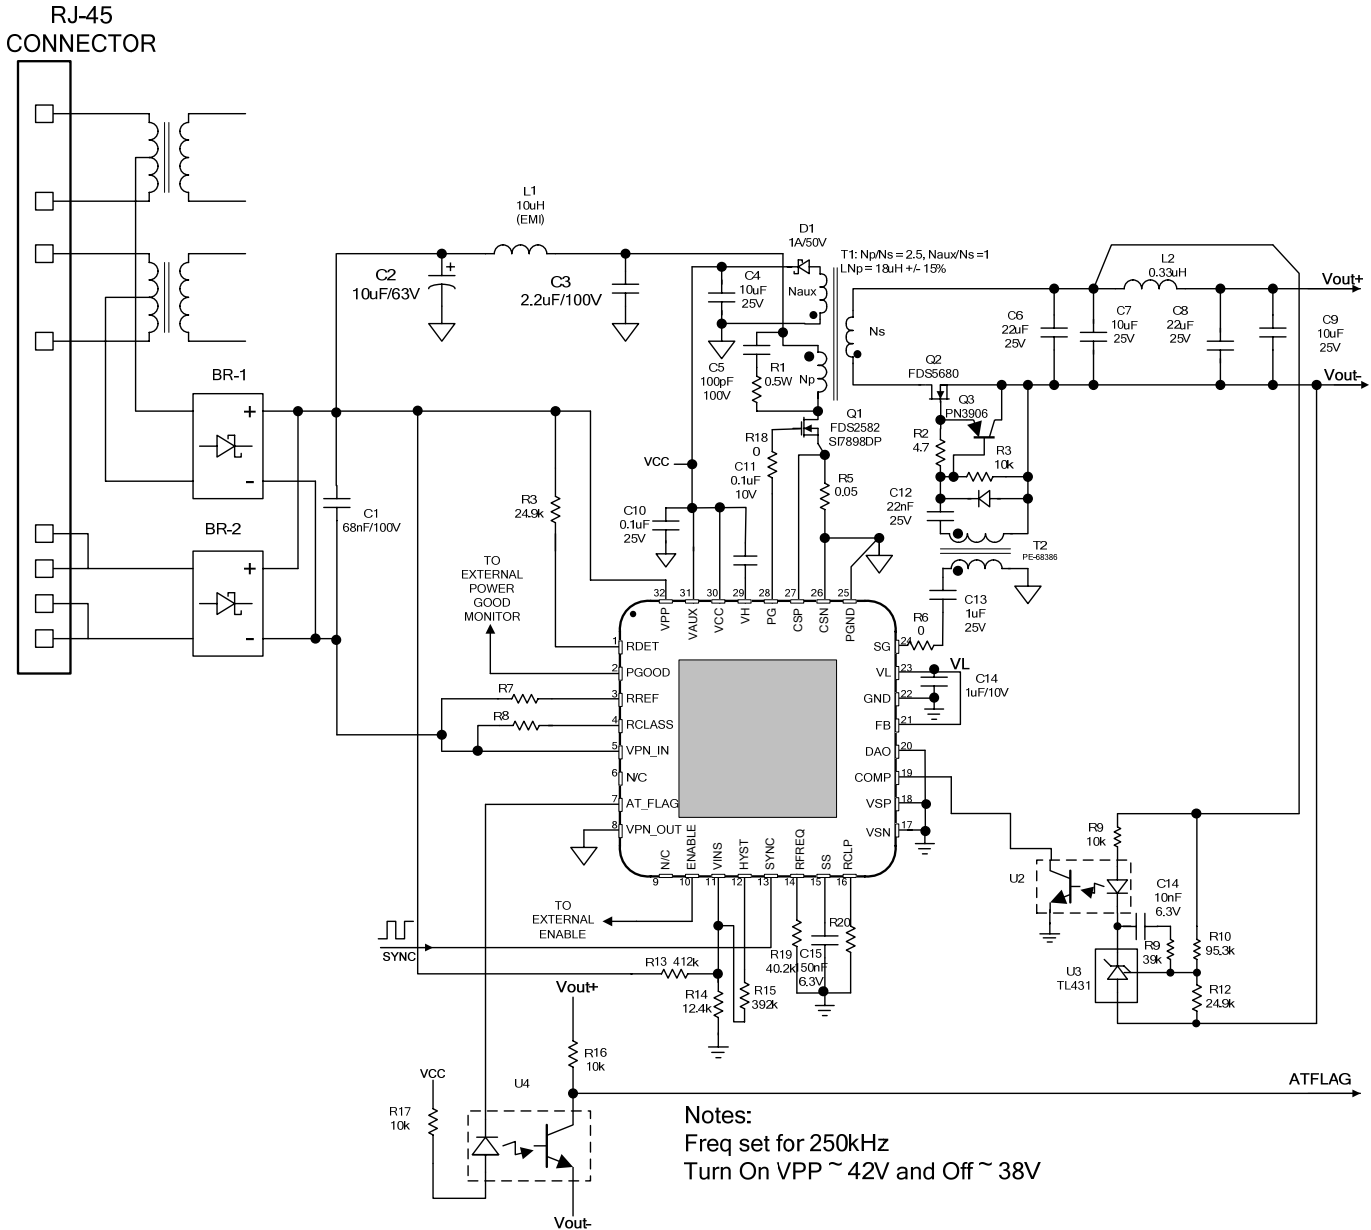 RJ-45
CONNECTOR
L1
10uH
(EMI)
C2
10uF/63V
C3
2.2uF/100V
D1
1A/50V
T1: Np/Ns = 2.5, Naux/Ns =1
LNp = 18uH +/- 15%
C4
10uF
25V
Naux
Ns
C5
100pF
100V
R1
0.5W
Np
L2
0.33uH
Vout+
C6
22uF
25V
C7
10uF
25V
C8
22uF
25V
C9
10uF
25V
Vout-
Q2
FDS5680
Q3
PN3906
R2
4.7
R3
10k
C12
22nF
25V
T2
PE-68386
C13
1uF
25V
R6
0
Q1
FDS2582
SI7898DP
R18
0
C11
0.1uF
10V
R5
0.05
VCC
C10
0.1uF
25V
BR-1
+
-
BR-2
+
-
C1
68nF/100V
R3
24.9k
TO
EXTERNAL
POWER
GOOD
MONITOR
32 31 30 29 28 27 26 25
VPP VAUX VCC VH PG CSP CSN PGND
1 RDET
2 PGOOD
3 RREF
4 RCLASS
5 VPN_IN
6 N/C
7 AT_FLAG
8 VPN_OUT
R7
R8
SG 24
VL 23
GND 22
FB 21
DAO 20
COMP 19
VSP 18
VSN 17
VL
C14
1uF/10V
N/C ENABLE VINS HYST SYNC RFREQ SS RCLP
9 10 11 12 13 14 15 16
TO
EXTERNAL
ENABLE
SYNC
R13 412k
R14
12.4k
R15
392k
R19
40.2k
C15
150nF
6.3V
R20
R9
10k
U2
C14
10nF
6.3V
R9
39k
R10
95.3k
U3
TL431
R12
24.9k
Vout+
R16
10k
ATFLAG
VCC
R17
10k
U4
Vout-
Notes:
Freq set for 250kHz
Turn On VPP ~ 42V and Off ~ 38V